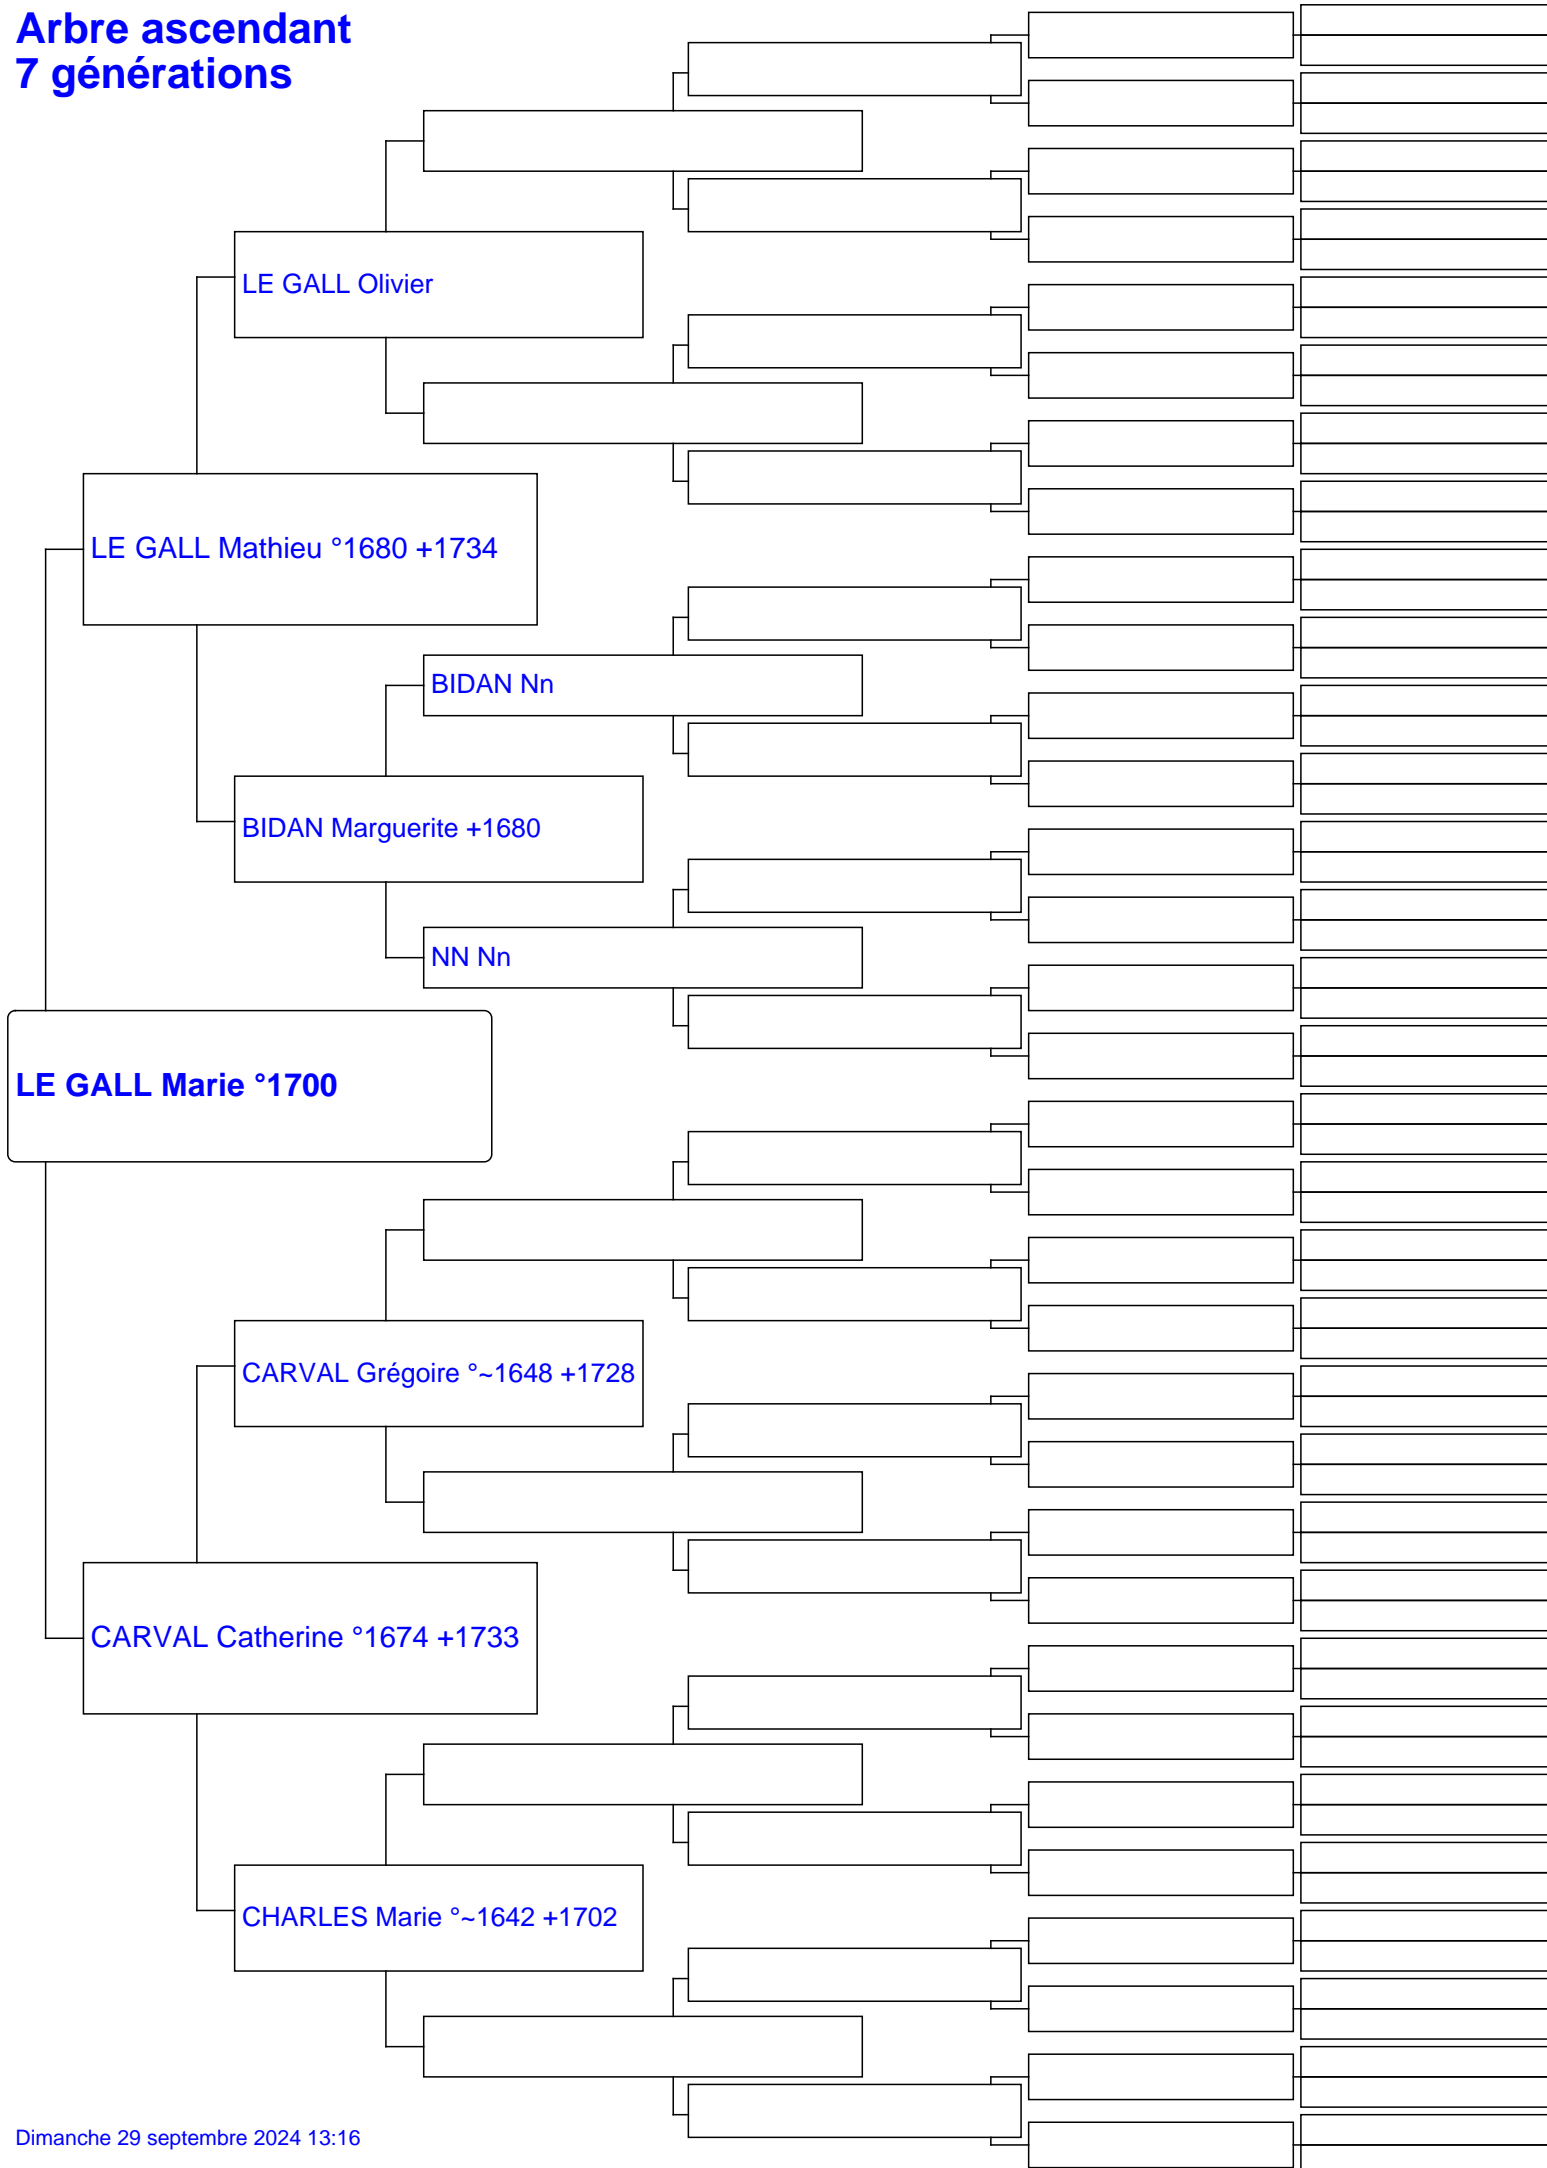 Arbre ascendant
7 générations
LE GALL Olivier
LE GALL Mathieu °1680 +1734
BIDAN Nn
BIDAN Marguerite +1680
NN Nn
LE GALL Marie °1700
CARVAL Grégoire °~1648 +1728
CARVAL Catherine °1674 +1733
CHARLES Marie °~1642 +1702
Dimanche 29 septembre 2024 13:16